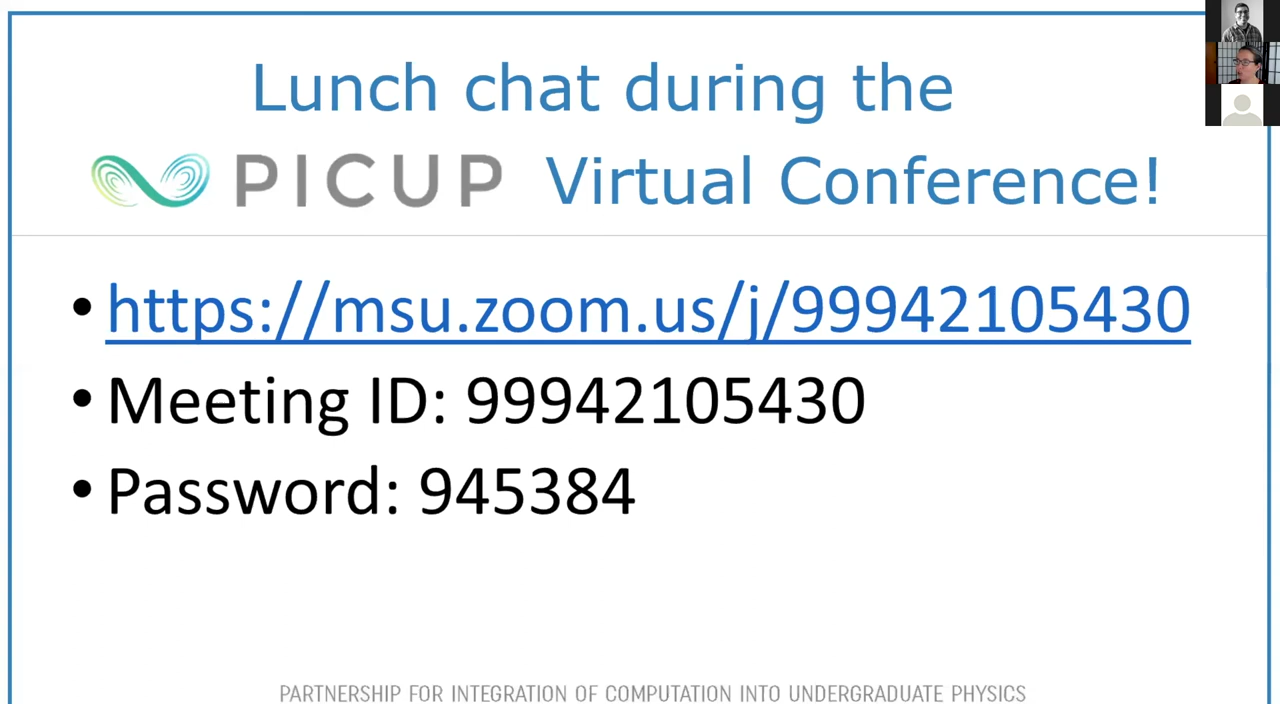 Lunch chat during the
PICUP Virtual Conference!
• https://msu.zoom.us/j/99942105430
• Meeting ID: 99942105430
• Password: 945384
PARTNERSHIP FOR INTEGRATION OF COMPUTATION INTO UNDERGRADUATE PHYSICS